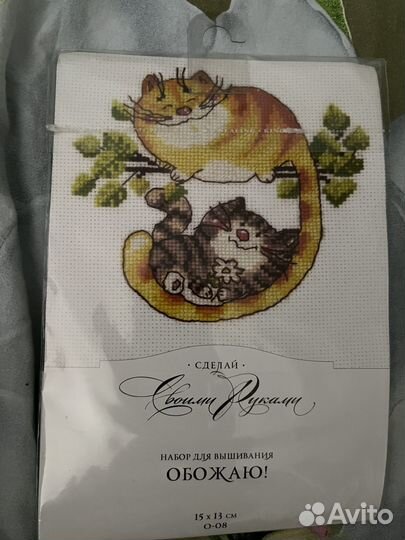 · СДЕЛАЙ ·
Своими Руками
НАБОР ДЛЯ ВЫШИВАНИЯ
ОБОЖАЮ!
15 x 13 см
О-08
Avito